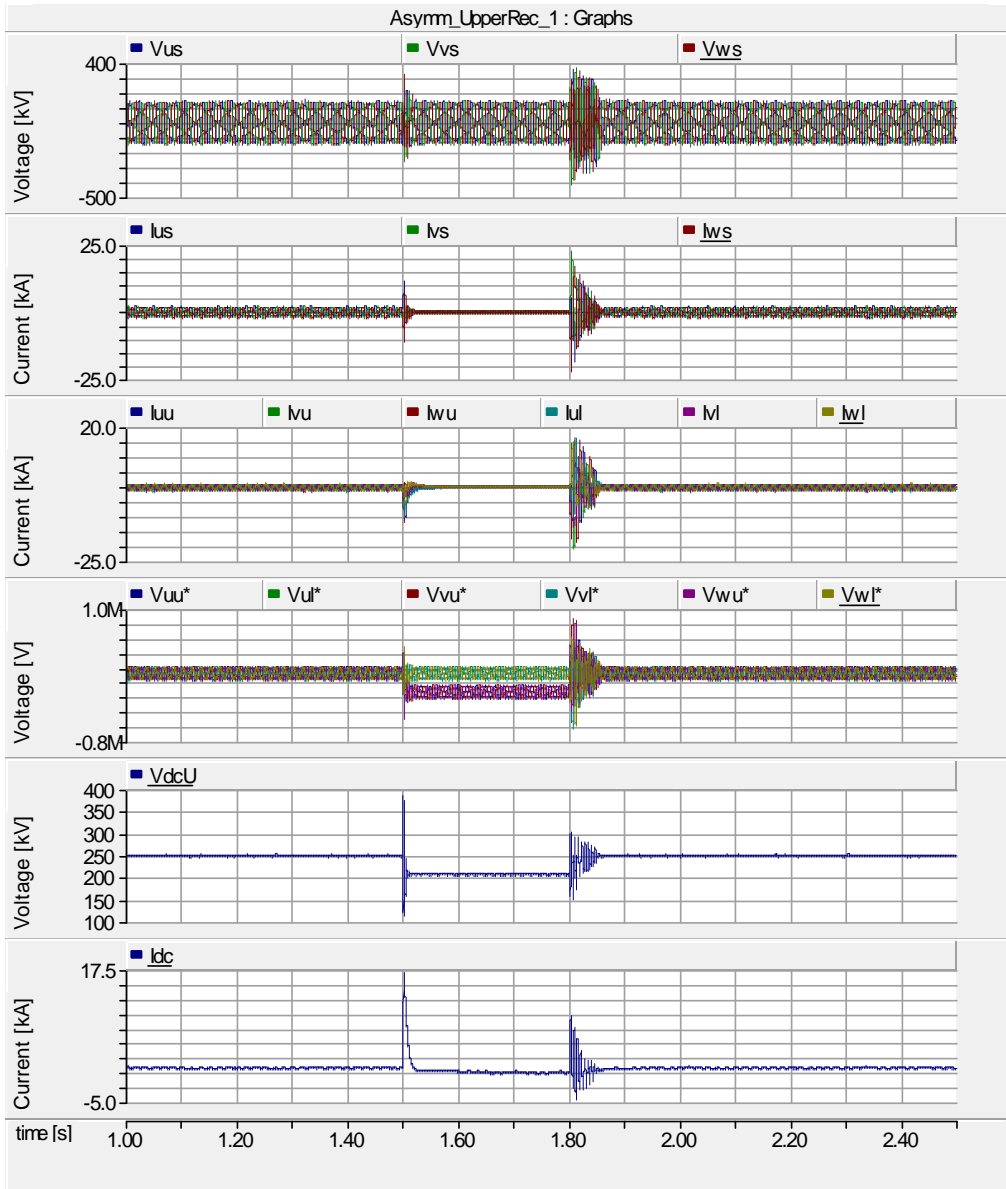 Asymm_UpperRec_1 : Graphs
Vus Vvs Vws
Voltage [kV]
400
-500
Ius Ivs Iws
Current [kA]
25.0
-25.0
Iuu Ivu Iwu Iul Ivl Iwl
Current [kA]
20.0
-25.0
Vuu* Vul* Vvu* Vvl* Vwu* Vwl*
Voltage [V]
1.0M
-0.8M
VdcU
Voltage [kV]
400
350
300
250
200
150
100
Idc
Current [kA]
17.5
-5.0
time [s] 1.00 1.20 1.40 1.60 1.80 2.00 2.20 2.40